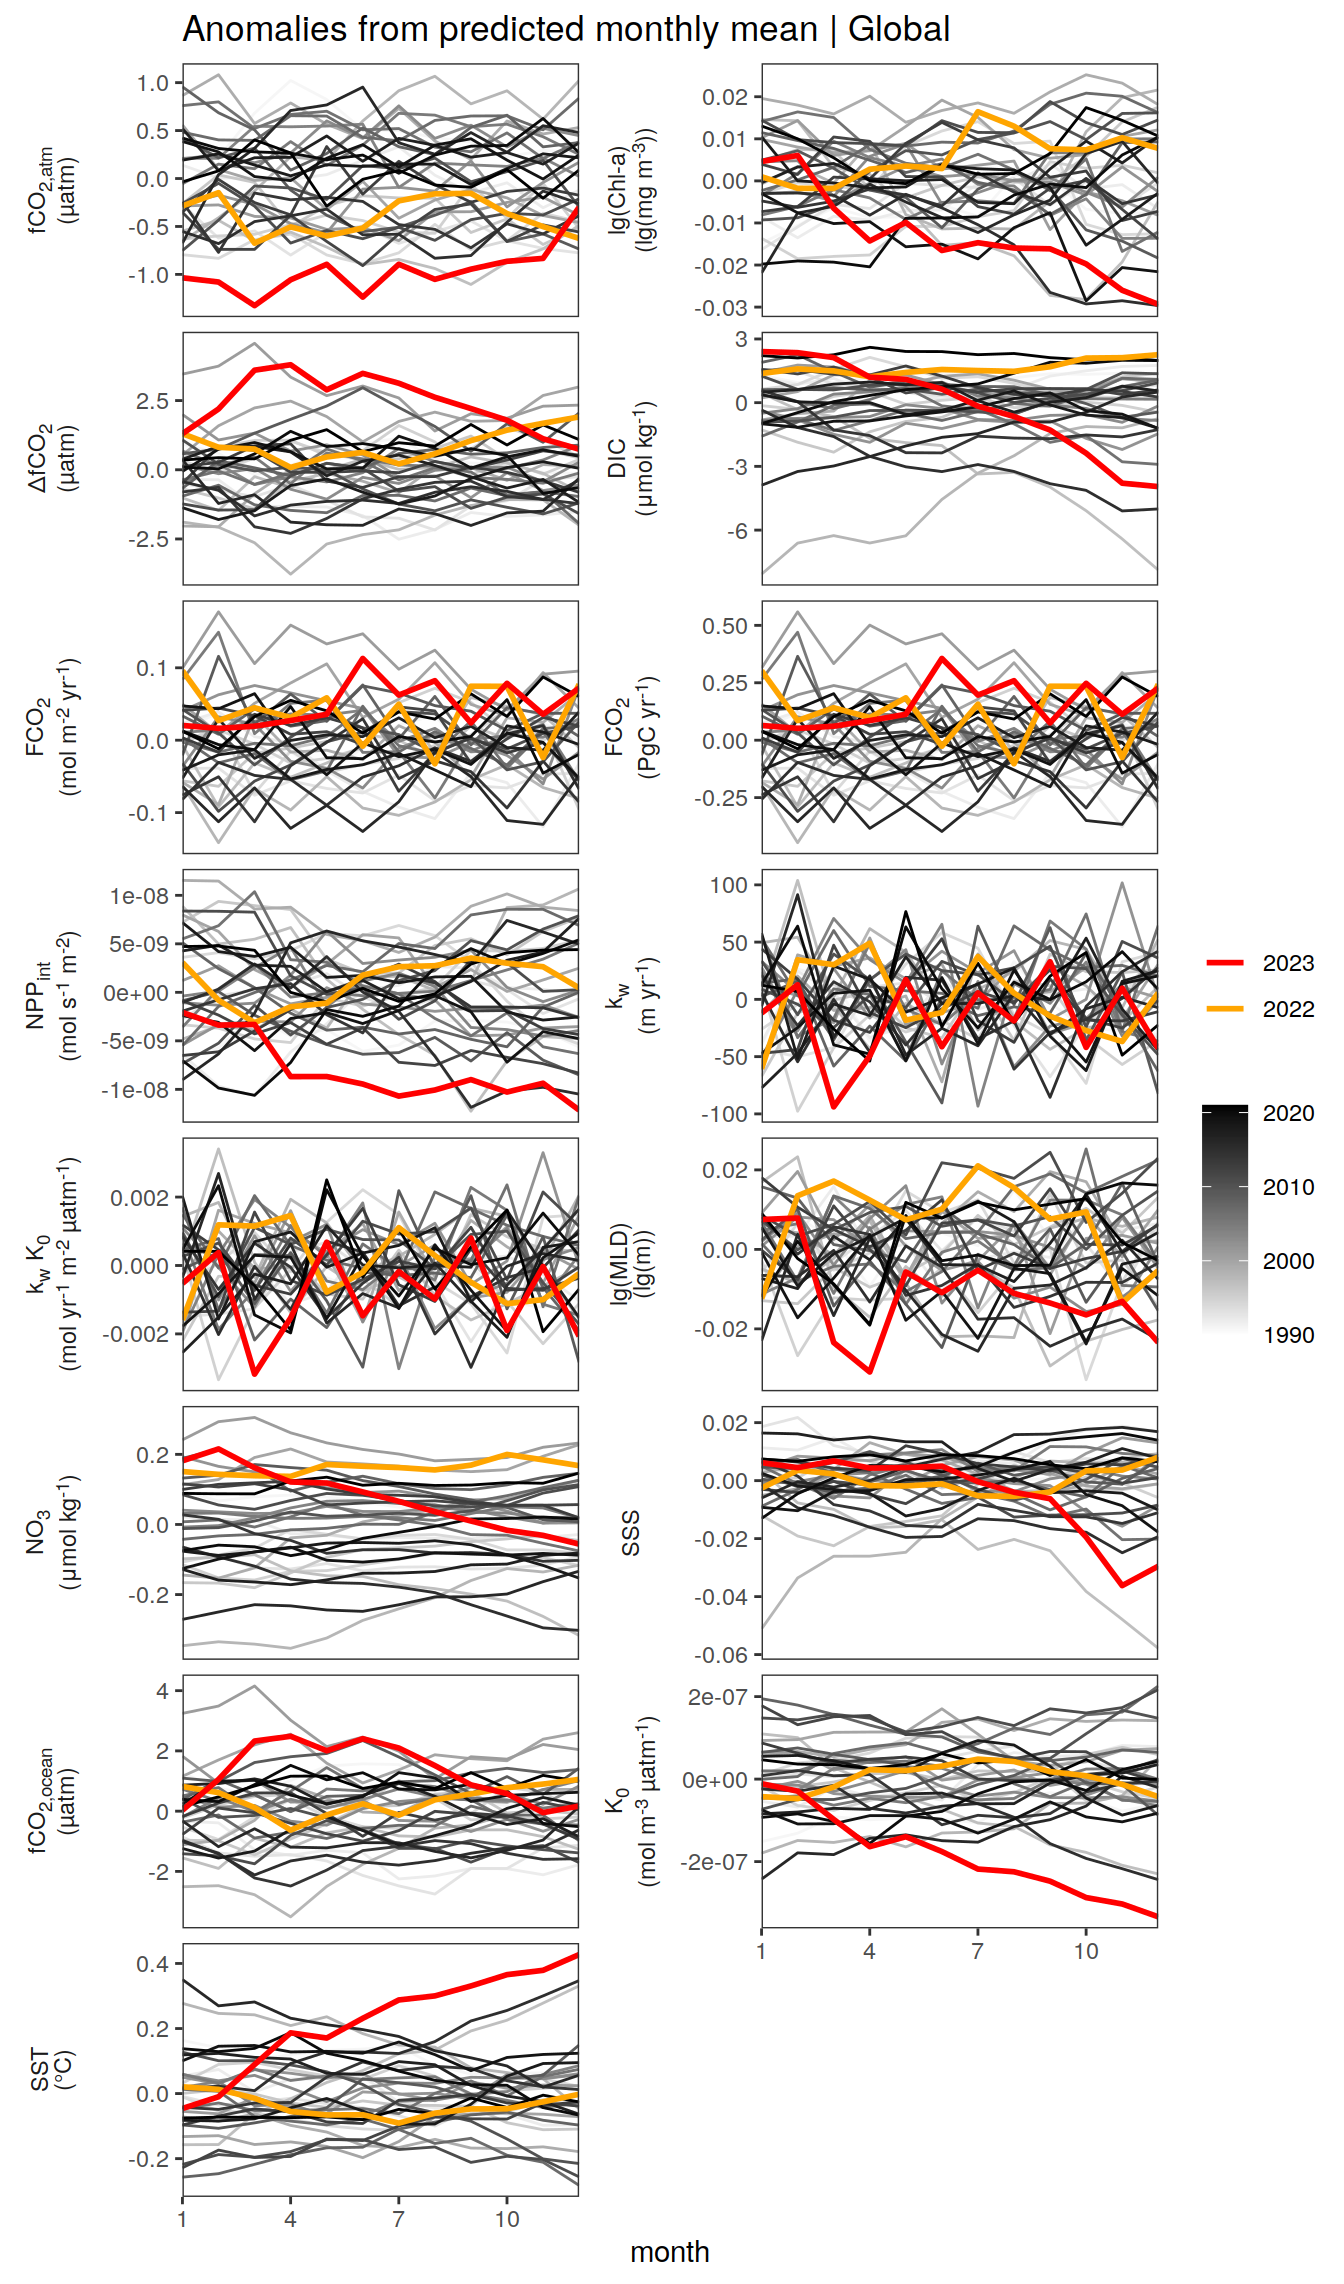 Anomalies from predicted monthly mean | Global
fCO2,atm
(µatm)
1.0
0.5
0.0
-0.5
-1.0
lg(Chl-a)
(lg(mg m-3))
0.02
0.01
0.00
-0.01
-0.02
-0.03
ΔfCO2
(µatm)
2.5
0.0
-2.5
DIC
(µmol kg-1)
3
0
-3
-6
FCO2
(mol m-2 yr-1)
0.1
0.0
-0.1
FCO2
(PgC yr-1)
0.50
0.25
0.00
-0.25
NPPint
(mol s-1 m-2)
1e-08
5e-09
0e+00
-5e-09
-1e-08
kw
(m yr-1)
100
50
0
-50
-100
2023
2022
2020
2010
2000
1990
kw K0
(mol yr-1 m-2 µatm-1)
0.002
0.000
-0.002
lg(MLD)
(lg(m))
0.02
0.00
-0.02
NO3
(µmol kg-1)
0.2
0.0
-0.2
SSS
0.02
0.00
-0.02
-0.04
-0.06
fCO2,ocean
(µatm)
4
2
0
-2
K0
(mol m-3 µatm-1)
2e-07
0e+00
-2e-07
1 4 7 10
SST
(°C)
0.4
0.2
0.0
-0.2
1 4 7 10
month